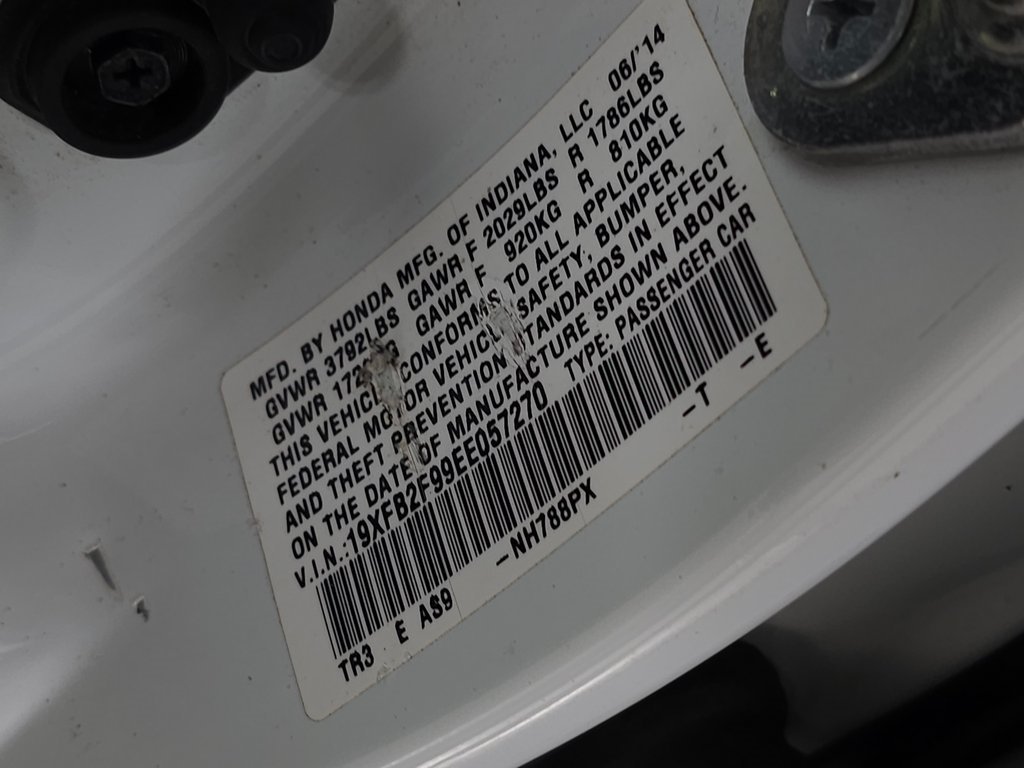 MFD. BY HONDA MFG. OF INDIANA, LLC 06/'14
GVWR 3792LBS GAWR F 2029LBS R 1786LBS
GVWR GAWR F 920KG R 810KG
THIS VEHICLE CONFORMS TO ALL APPLICABLE
FEDERAL MOTOR VEHICLE SAFETY, BUMPER,
AND THEFT PREVENTION STANDARDS IN EFFECT
ON THE DATE OF MANUFACTURE SHOWN ABOVE.
V.I.N.:19XFB2F99EE057270 TYPE: PASSENGER CAR
TR3 E AS9 -NH788PX -T -E